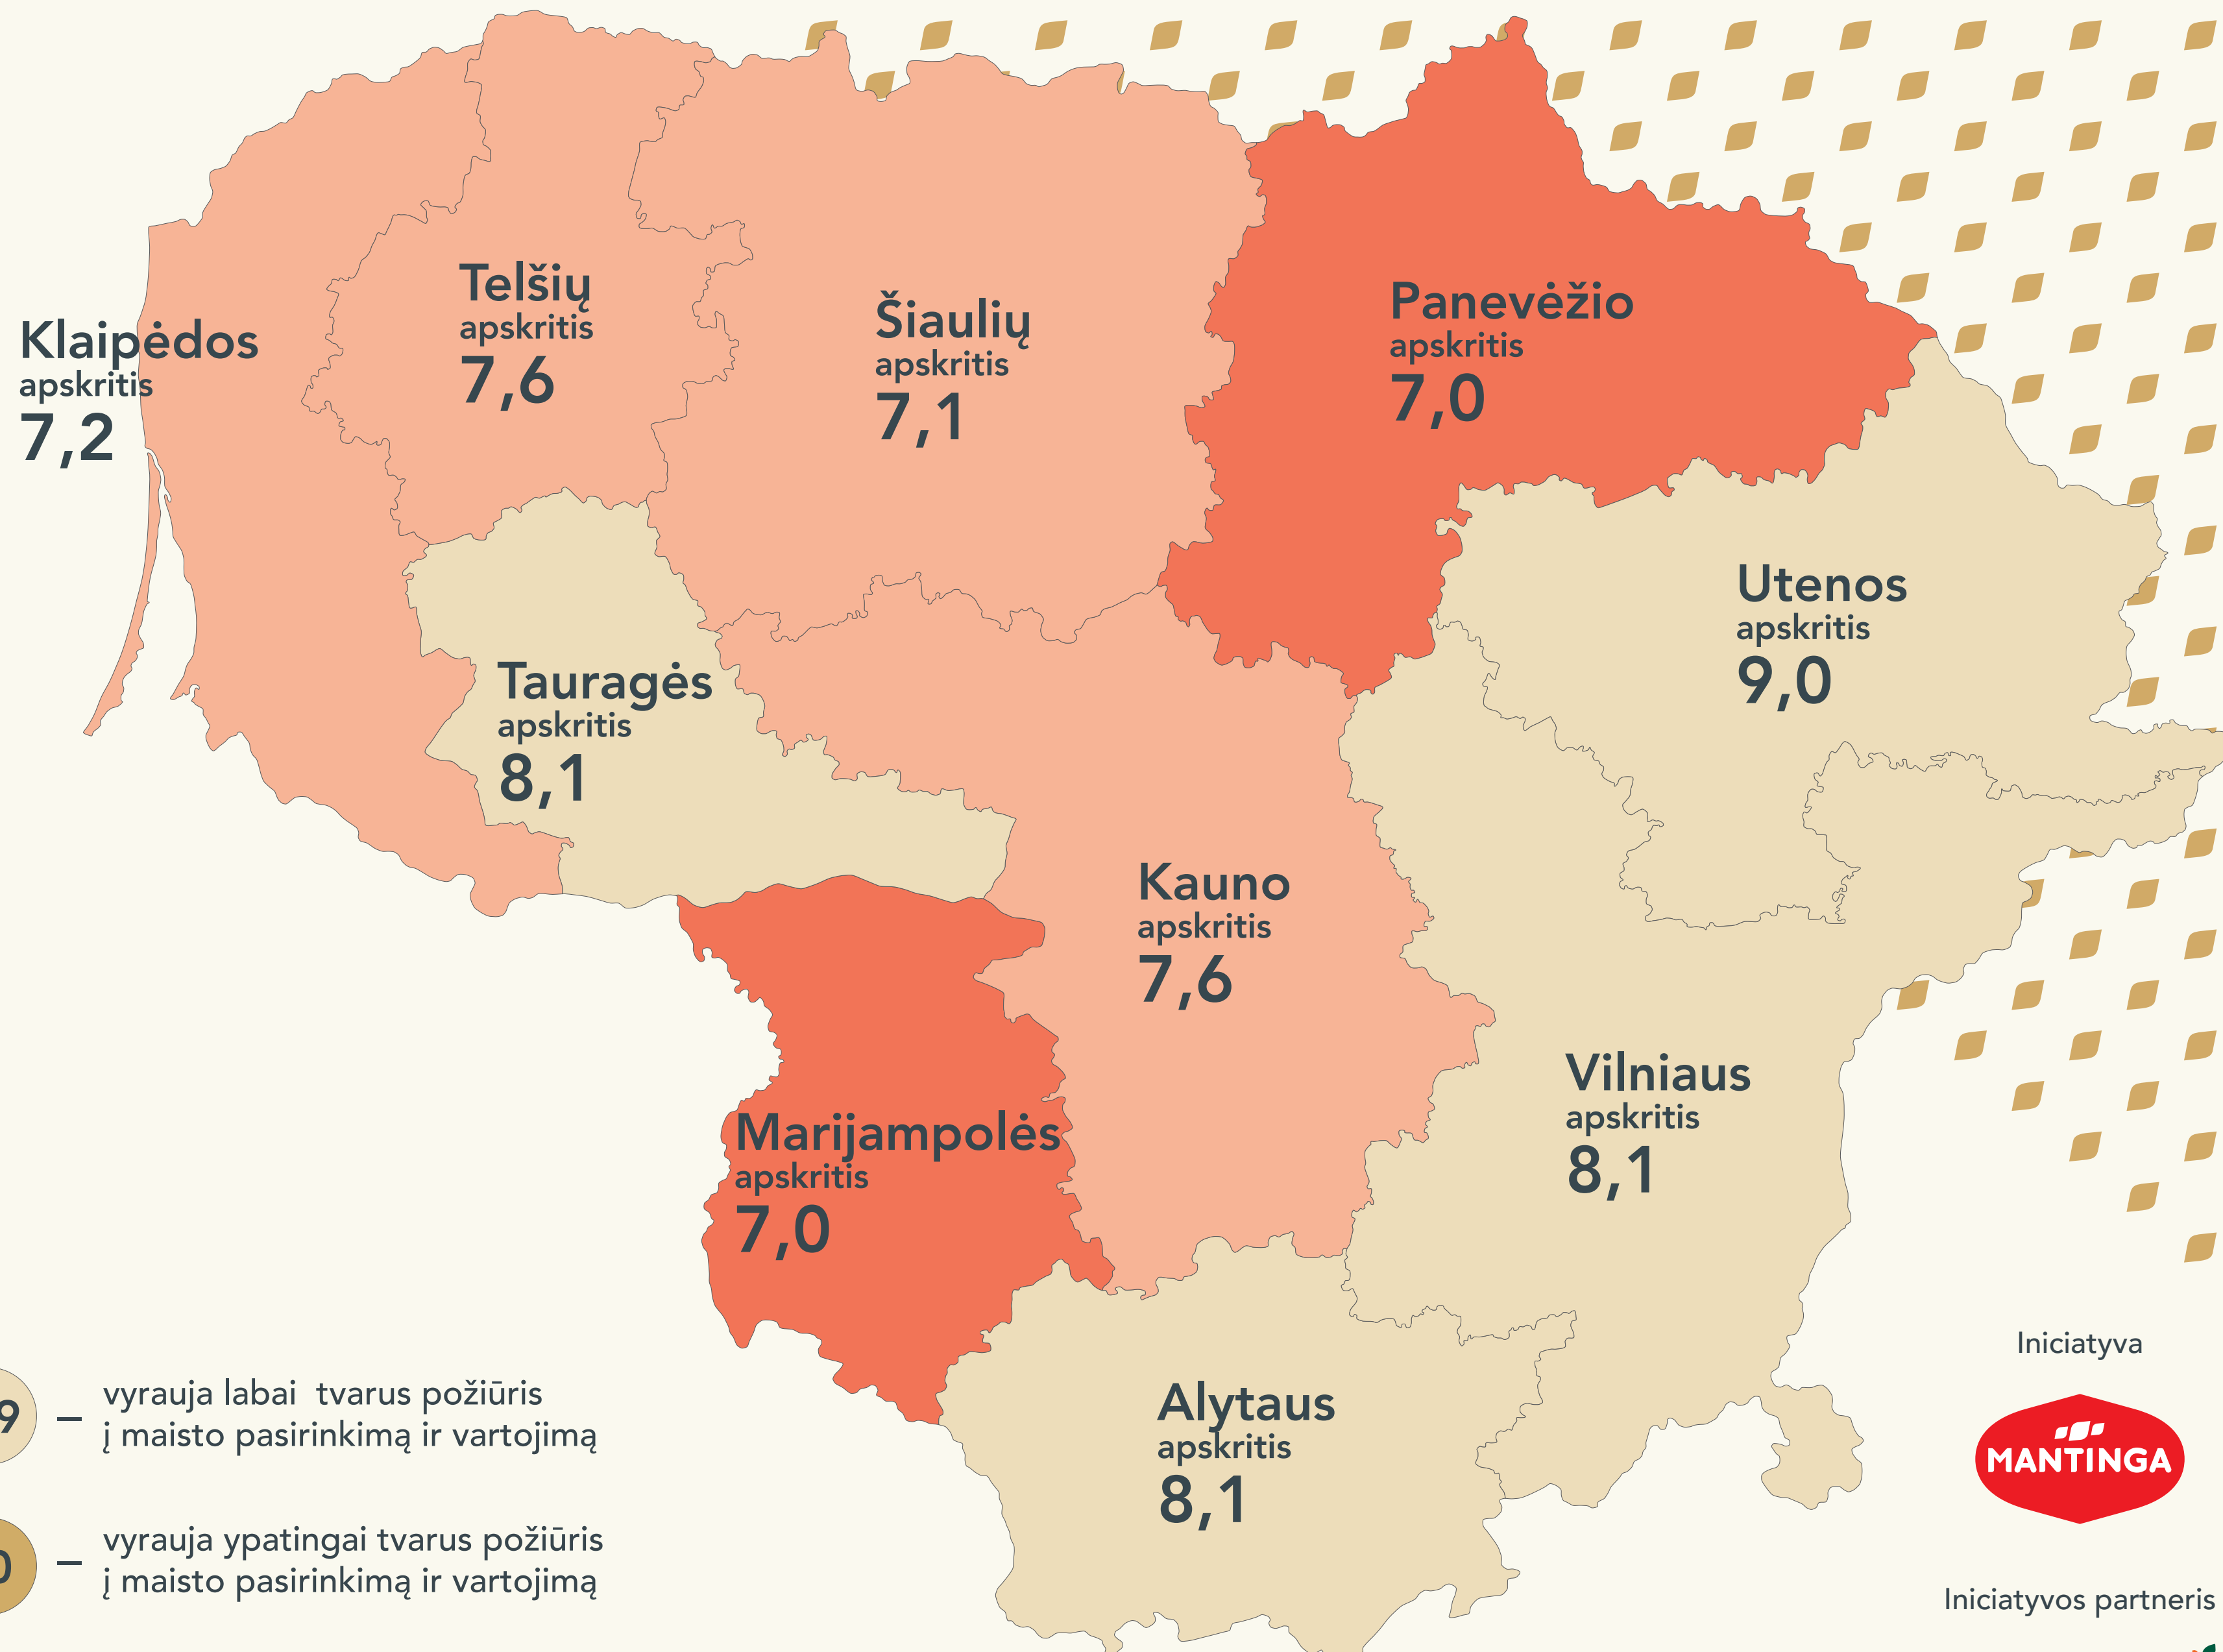 Telšių
apskritis
7,6
Šiaulių
apskritis
7,1
Panevėžio
apskritis
7,0
Klaipėdos
apskritis
7,2
Utenos
apskritis
9,0
Tauragės
apskritis
8,1
Kauno
apskritis
7,6
Vilniaus
apskritis
8,1
Marijampolės
apskritis
7,0
Alytaus
apskritis
8,1
9 – vyrauja labai tvarus požiūris
į maisto pasirinkimą ir vartojimą
0 – vyrauja ypatingai tvarus požiūris
į maisto pasirinkimą ir vartojimą
Iniciatyva
MANTINGA
Iniciatyvos partneris